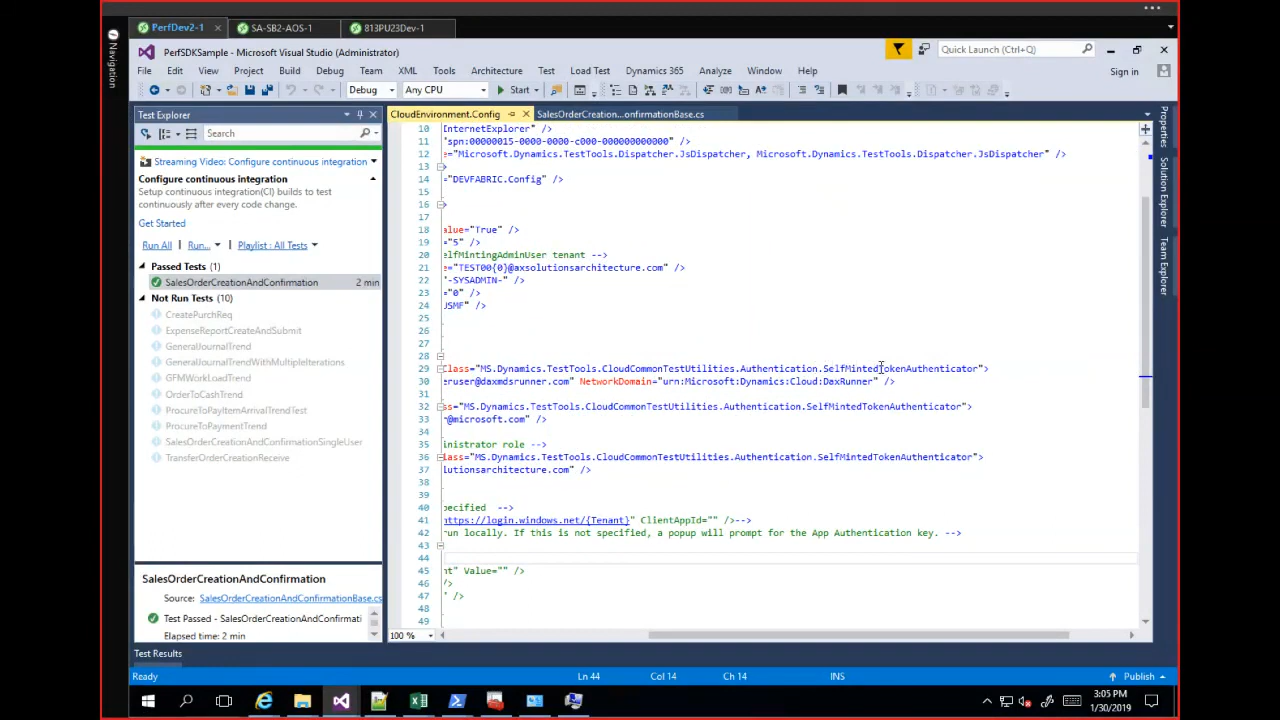 PerfDev2-1
SA-SB2-AOS-1
813PU23Dev-1
Navigation
PerfSDKSample - Microsoft Visual Studio (Administrator)
Quick Launch (Ctrl+Q)
File Edit View Project Build Debug Team XML Tools Architecture Test Load Test Dynamics 365 Analyze Window Help
Sign in
Debug Any CPU Start
Test Explorer
Search
Streaming Video: Configure continuous integration
Configure continuous integration
Setup continuous integration(CI) builds to test
continuously after every code change.
Get Started
Run All Run... Playlist : All Tests
Passed Tests (1)
SalesOrderCreationAndConfirmation 2 min
Not Run Tests (10)
CreatePurchReq
ExpenseReportCreateAndSubmit
GeneralJournalTrend
GeneralJournalTrendWithMultipleIterations
GFMWorkLoadTrend
OrderToCashTrend
ProcureToPayItemArrivalTrendTest
ProcureToPaymentTrend
SalesOrderCreationAndConfirmationSingleUser
TransferOrderCreationReceive
SalesOrderCreationAndConfirmation
Source: SalesOrderCreationAndConfirmationBase.cs
Test Passed - SalesOrderCreationAndConfirmati
Elapsed time: 2 min
CloudEnvironment.Config
SalesOrderCreation...onfirmationBase.cs
10 InternetExplorer" />
11 "spn:00000015-0000-0000-c000-000000000000" />
12 ="Microsoft.Dynamics.TestTools.Dispatcher.JsDispatcher, Microsoft.Dynamics.TestTools.Dispatcher.JsDispatcher" />
13 >
14 ="DEVFABRIC.Config" />
15
16 >
17
18 alue="True" />
19 ="5" />
20 elfMintingAdminUser tenant -->
21 e="TEST00{0}@axsolutionsarchitecture.com" />
22 "-SYSADMIN-" />
23 ="0" />
24 USMF" />
25
26
27
28
29 Class="MS.Dynamics.TestTools.CloudCommonTestUtilities.Authentication.SelfMintedTokenAuthenticator">
30 eruser@daxmdsrunner.com" NetworkDomain="urn:Microsoft:Dynamics:Cloud:DaxRunner" />
31
32 ss="MS.Dynamics.TestTools.CloudCommonTestUtilities.Authentication.SelfMintedTokenAuthenticator">
33 r@microsoft.com" />
34
35 inistrator role -->
36 lass="MS.Dynamics.TestTools.CloudCommonTestUtilities.Authentication.SelfMintedTokenAuthenticator">
37 lutionsarchitecture.com" />
38
39
40 pecified -->
41 https://login.windows.net/{Tenant}" ClientAppId="" />-->
42 run locally. If this is not specified, a popup will prompt for the App Authentication key. -->
43
44
45 nt" Value="" />
46 />
47 " />
48
49
100 %
Properties
Solution Explorer
Team Explorer
Test Results
Ready Ln 44 Col 14 Ch 14 INS Publish
3:05 PM
1/30/2019